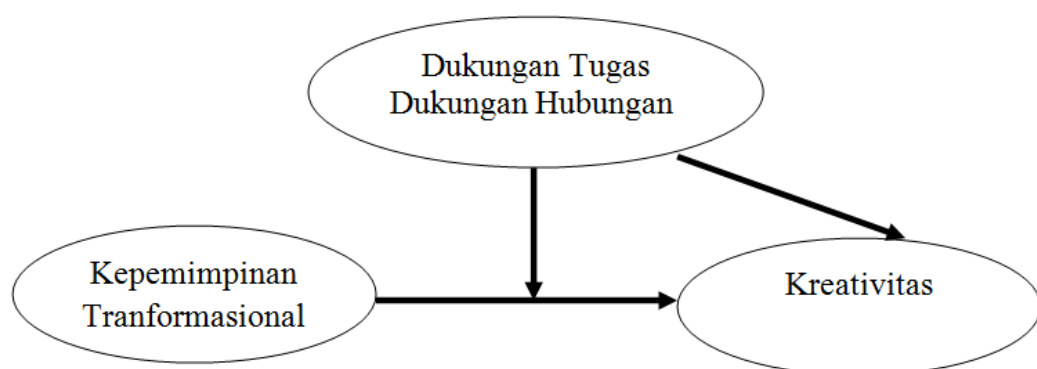 Dukungan Tugas
Dukungan Hubungan
Kepemimpinan
Tranformasional
Kreativitas